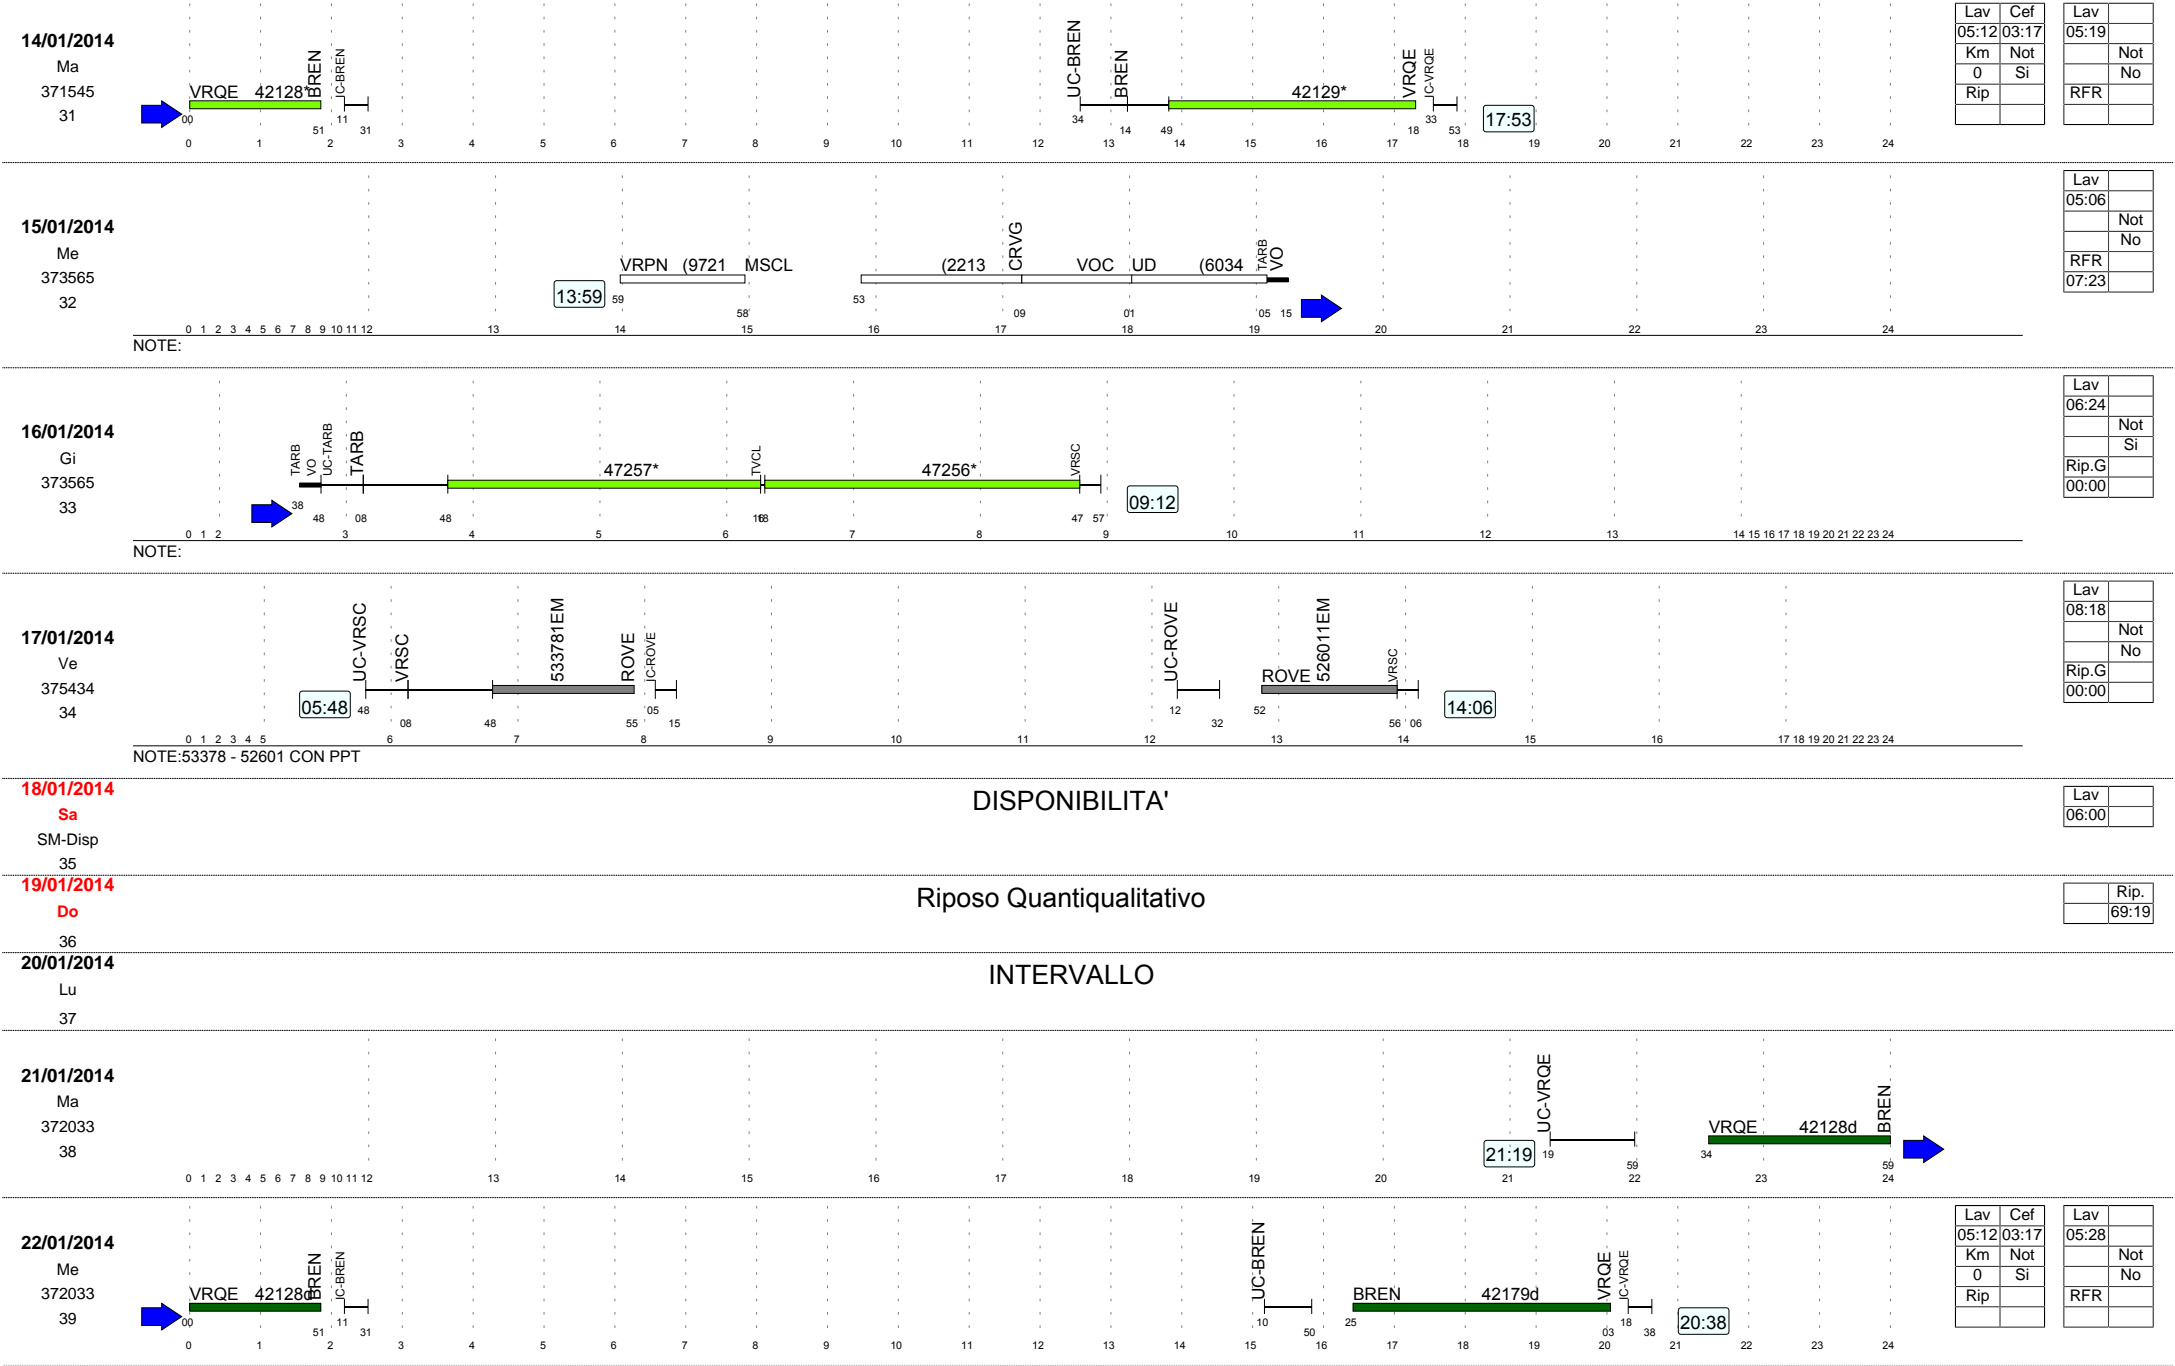 14/01/2014
Ma
371545
31
VRQE 42128* BREN IC-BREN
UC-BREN BREN 42129* VRQE IC-VRQE
00 51 11 31 34 14 49 18 33 53
17:53
0 1 2 3 4 5 6 7 8 9 10 11 12 13 14 15 16 17 18 19 20 21 22 23 24
Lav Cef
05:12 03:17
Km Not
0 Si
Rip
Lav
05:19
Not
No
RFR
15/01/2014
Me
373565
32
13:59
VRPN (9721 MSCL (2213 CRVG VOC UD (6034 TARB VO
59 58 53 09 01 05 15
0 1 2 3 4 5 6 7 8 9 10 11 12 13 14 15 16 17 18 19 20 21 22 23 24
NOTE:
Lav
05:06
Not
No
RFR
07:23
16/01/2014
Gi
373565
33
TARB VO UC-TARB TARB 47257* TVCL 47256* VRSC
38 48 08 48 16 18 47 57
09:12
0 1 2 3 4 5 6 7 8 9 10 11 12 13 14 15 16 17 18 19 20 21 22 23 24
NOTE:
Lav
06:24
Not
Si
Rip.G
00:00
17/01/2014
Ve
375434
34
05:48
UC-VRSC VRSC 533781EM ROVE IC-ROVE
UC-ROVE ROVE 526011EM VRSC
48 08 48 55 05 15 12 32 52 56 06
14:06
0 1 2 3 4 5 6 7 8 9 10 11 12 13 14 15 16 17 18 19 20 21 22 23 24
NOTE:53378 - 52601 CON PPT
Lav
08:18
Not
No
Rip.G
00:00
18/01/2014
Sa
SM-Disp
35
DISPONIBILITA'
Lav
06:00
19/01/2014
Do
36
Riposo Quantiqualitativo
Rip.
69:19
20/01/2014
Lu
37
INTERVALLO
21/01/2014
Ma
372033
38
21:19
UC-VRQE VRQE 42128d BREN
19 59 34 59
0 1 2 3 4 5 6 7 8 9 10 11 12 13 14 15 16 17 18 19 20 21 22 23 24
22/01/2014
Me
372033
39
VRQE 42128d BREN IC-BREN
UC-BREN BREN 42179d VRQE IC-VRQE
00 51 11 31 10 50 25 03 18 38
20:38
0 1 2 3 4 5 6 7 8 9 10 11 12 13 14 15 16 17 18 19 20 21 22 23 24
Lav Cef
05:12 03:17
Km Not
0 Si
Rip
Lav
05:28
Not
No
RFR